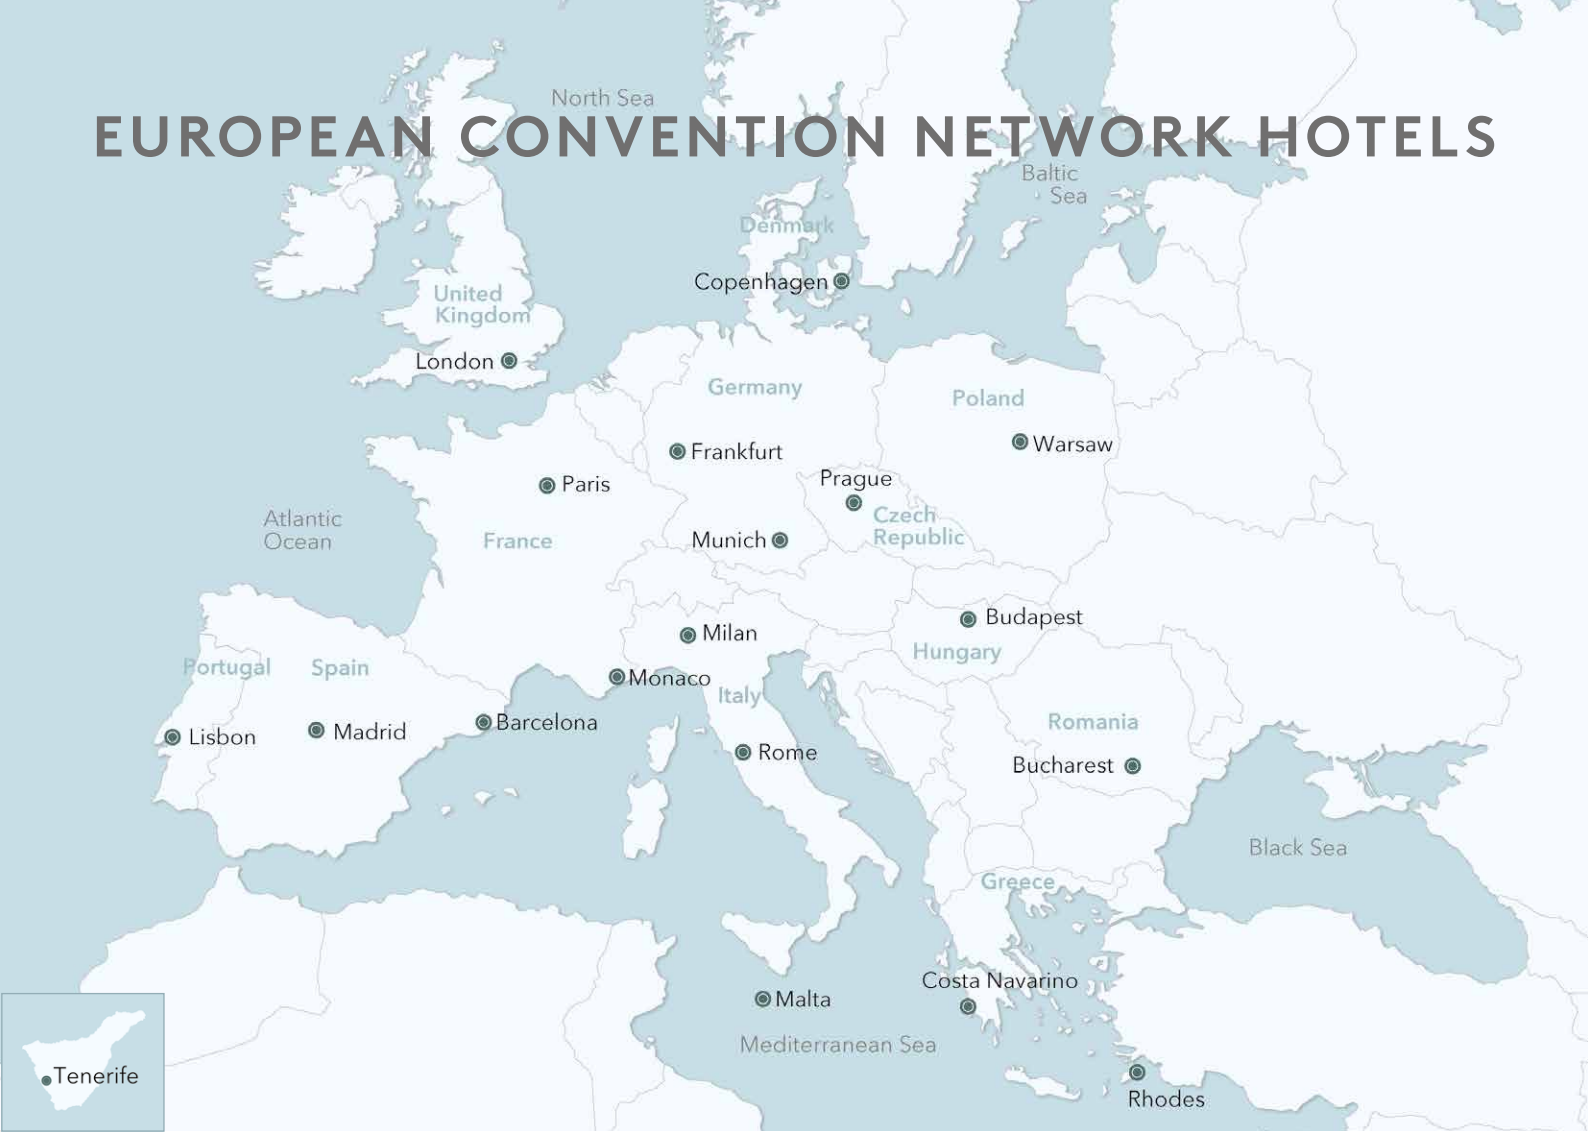 North Sea
EUROPEAN CONVENTION NETWORK HOTELS
Baltic
Sea
Denmark
Copenhagen
United
Kingdom
London
Germany
Poland
Frankfurt
Warsaw
Paris
Prague
Atlantic
Ocean
France
Munich
Czech
Republic
Budapest
Milan
Hungary
Portugal
Spain
Monaco
Italy
Lisbon
Madrid
Barcelona
Romania
Rome
Bucharest
Black Sea
Greece
Costa Navarino
Malta
Mediterranean Sea
Tenerife
Rhodes